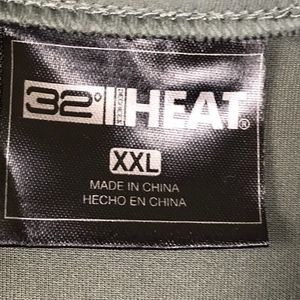 32° HEAT®
XXL
MADE IN CHINA
HECHO EN CHINA